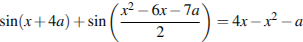 sin(x+4a) + sin((x² − 6x − 7a)/2) = 4x − x² − a